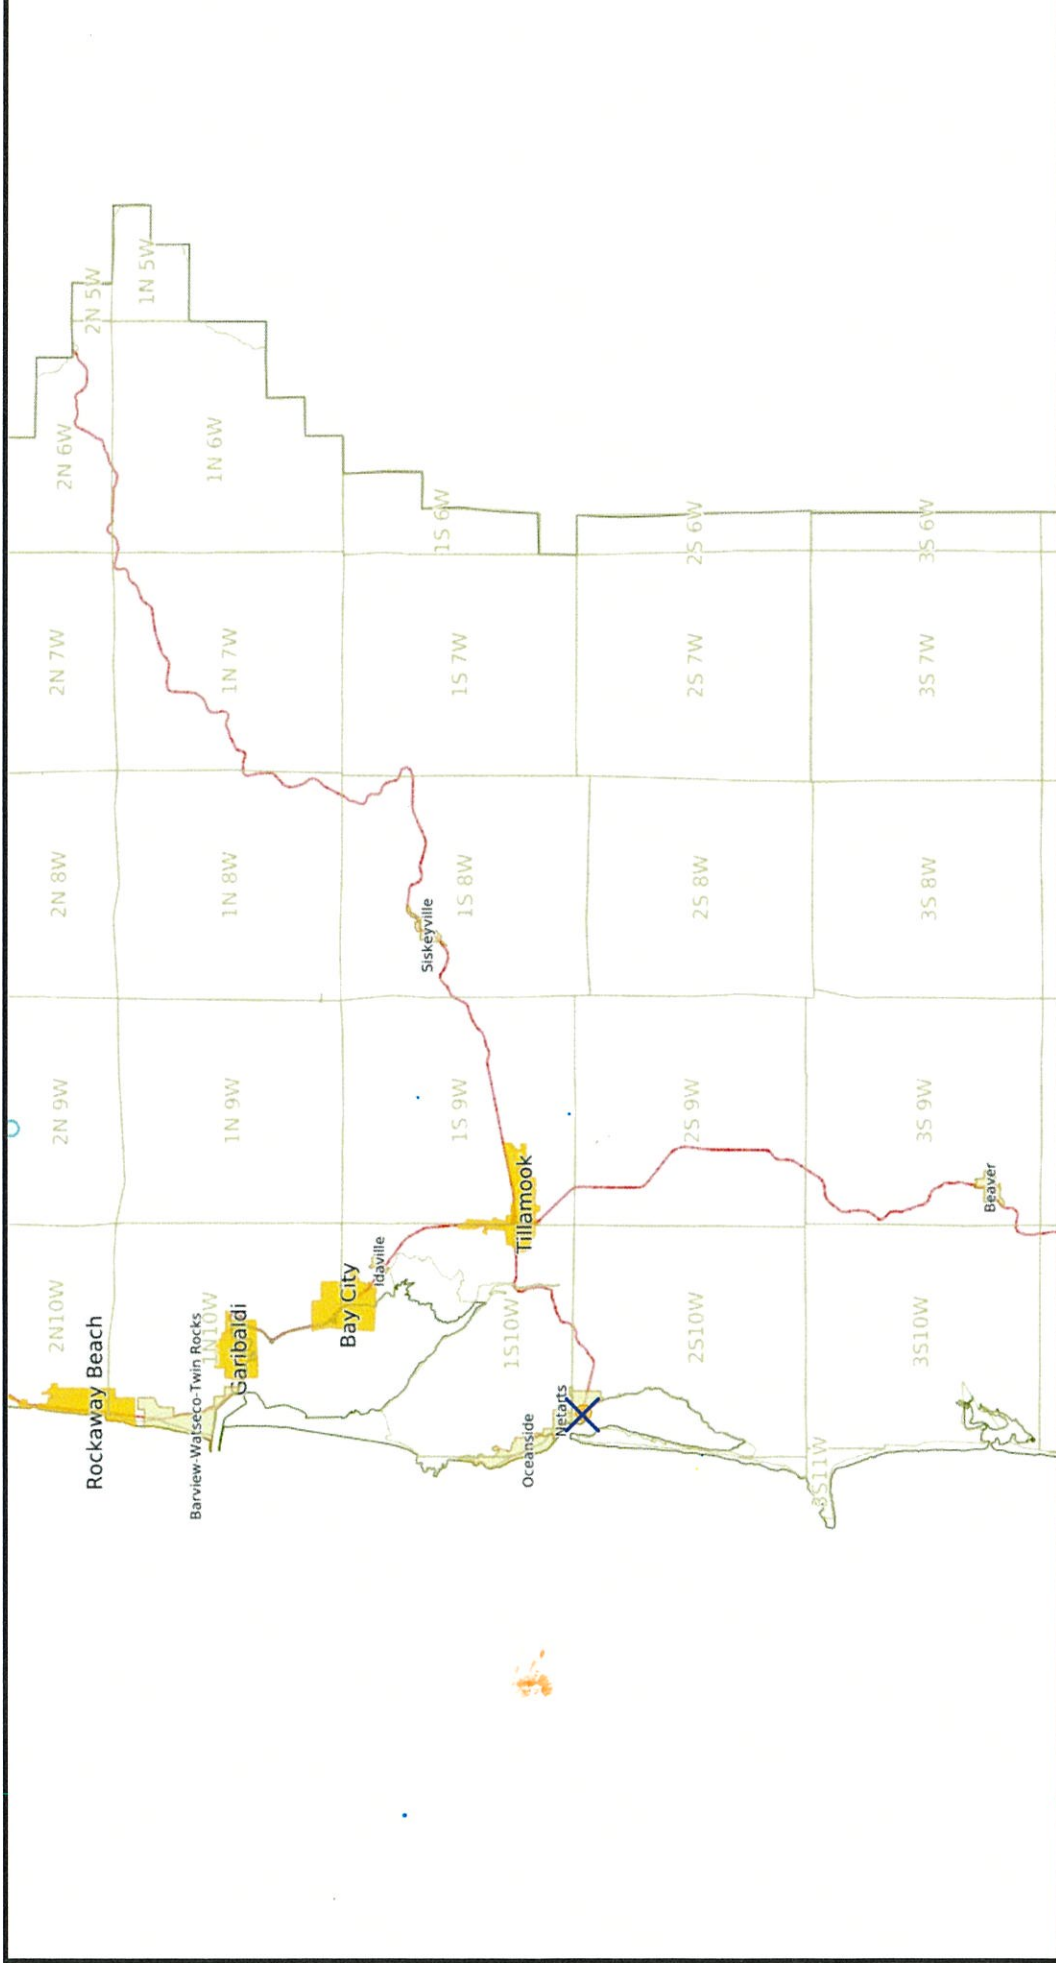 2N10W
2N 9W
2N 8W
2N 7W
2N 6W
2N 5W
Rockaway Beach
1N 5W
Barview-Watseco-Twin Rocks
1N10W
1N 9W
1N 8W
1N 7W
1N 6W
Garibaldi
Bay City
Idaville
Siskeyville
1S10W
1S 9W
1S 8W
1S 7W
1S 6W
Tillamook
Oceanside
Netarts
2S10W
2S 9W
2S 8W
2S 7W
2S 6W
3S11W
3S10W
3S 9W
3S 8W
3S 7W
3S 6W
Beaver